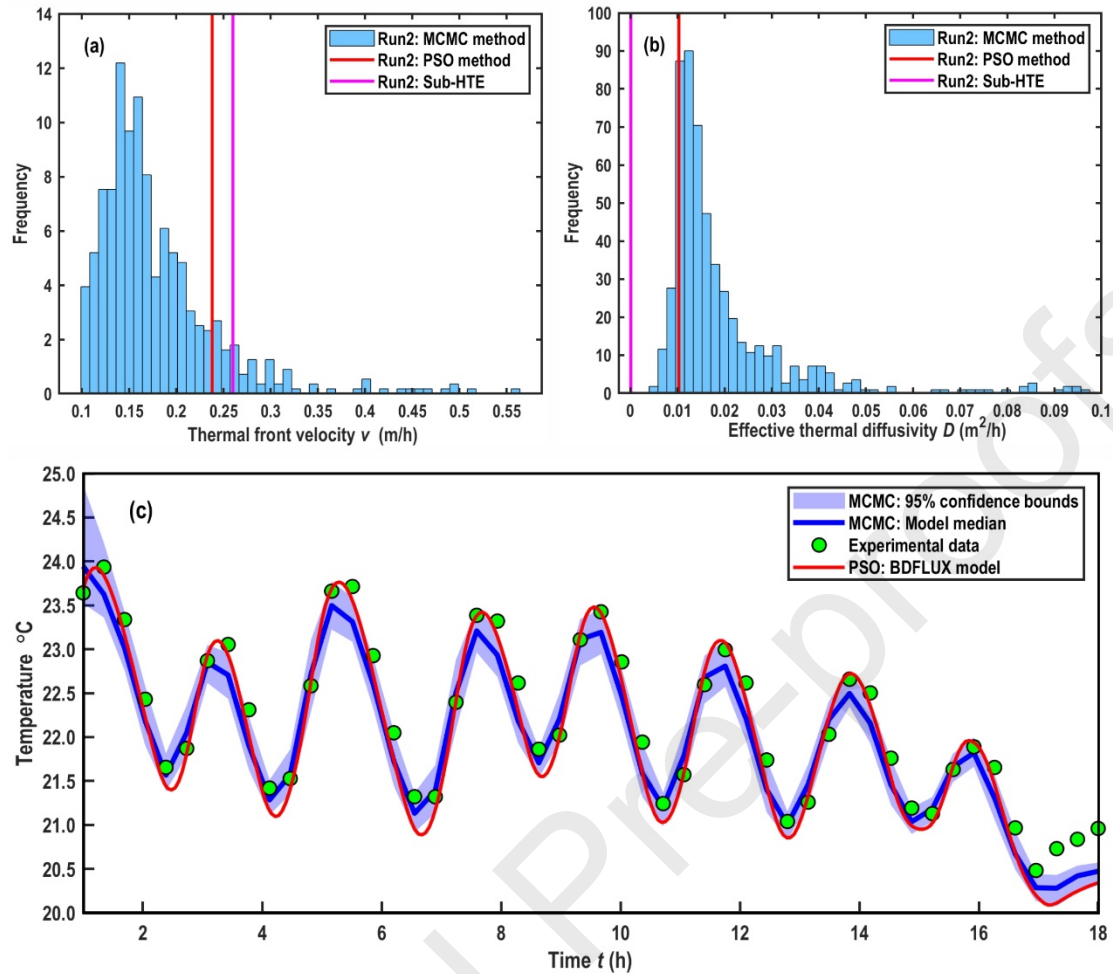 14
12
10
8
6
4
2
0
Frequency
(a)
Run2: MCMC method
Run2: PSO method
Run2: Sub-HTE
0.1 0.15 0.2 0.25 0.3 0.35 0.4 0.45 0.5 0.55
Thermal front velocity v (m/h)
100
90
80
70
60
50
40
30
20
10
0
Frequency
(b)
Run2: MCMC method
Run2: PSO method
Run2: Sub-HTE
0 0.01 0.02 0.03 0.04 0.05 0.06 0.07 0.08 0.09 0.1
Effective thermal diffusivity D (m²/h)
25.0
24.5
24.0
23.5
23.0
22.5
22.0
21.5
21.0
20.5
20.0
Temperature °C
(c)
MCMC: 95% confidence bounds
MCMC: Model median
Experimental data
PSO: BDFLUX model
2 4 6 8 10 12 14 16 18
Time t (h)
Pre-proofs